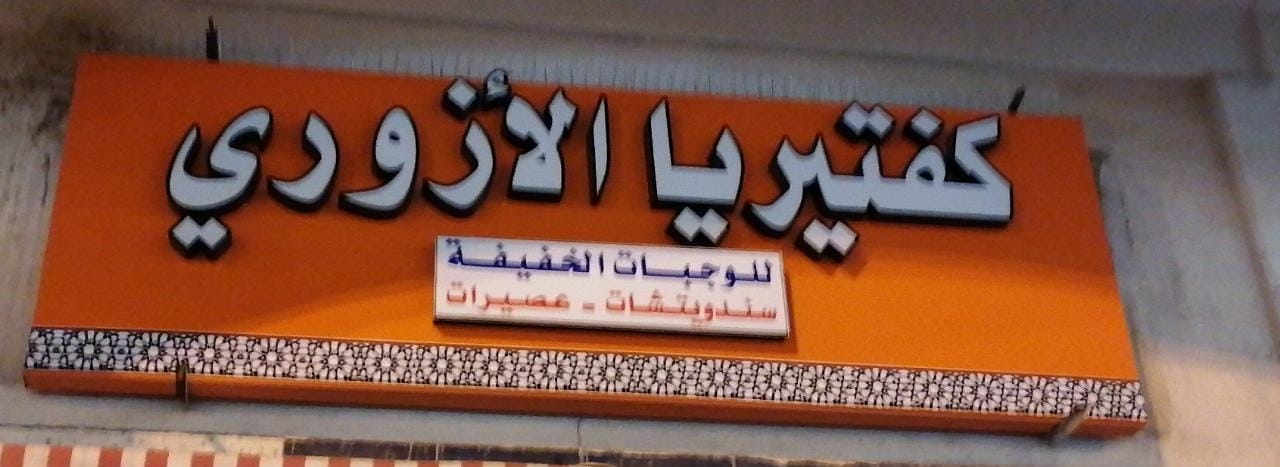 كفتيريا الأزوري
للوجبات الخفيفة
سندويتشات - عصيرات